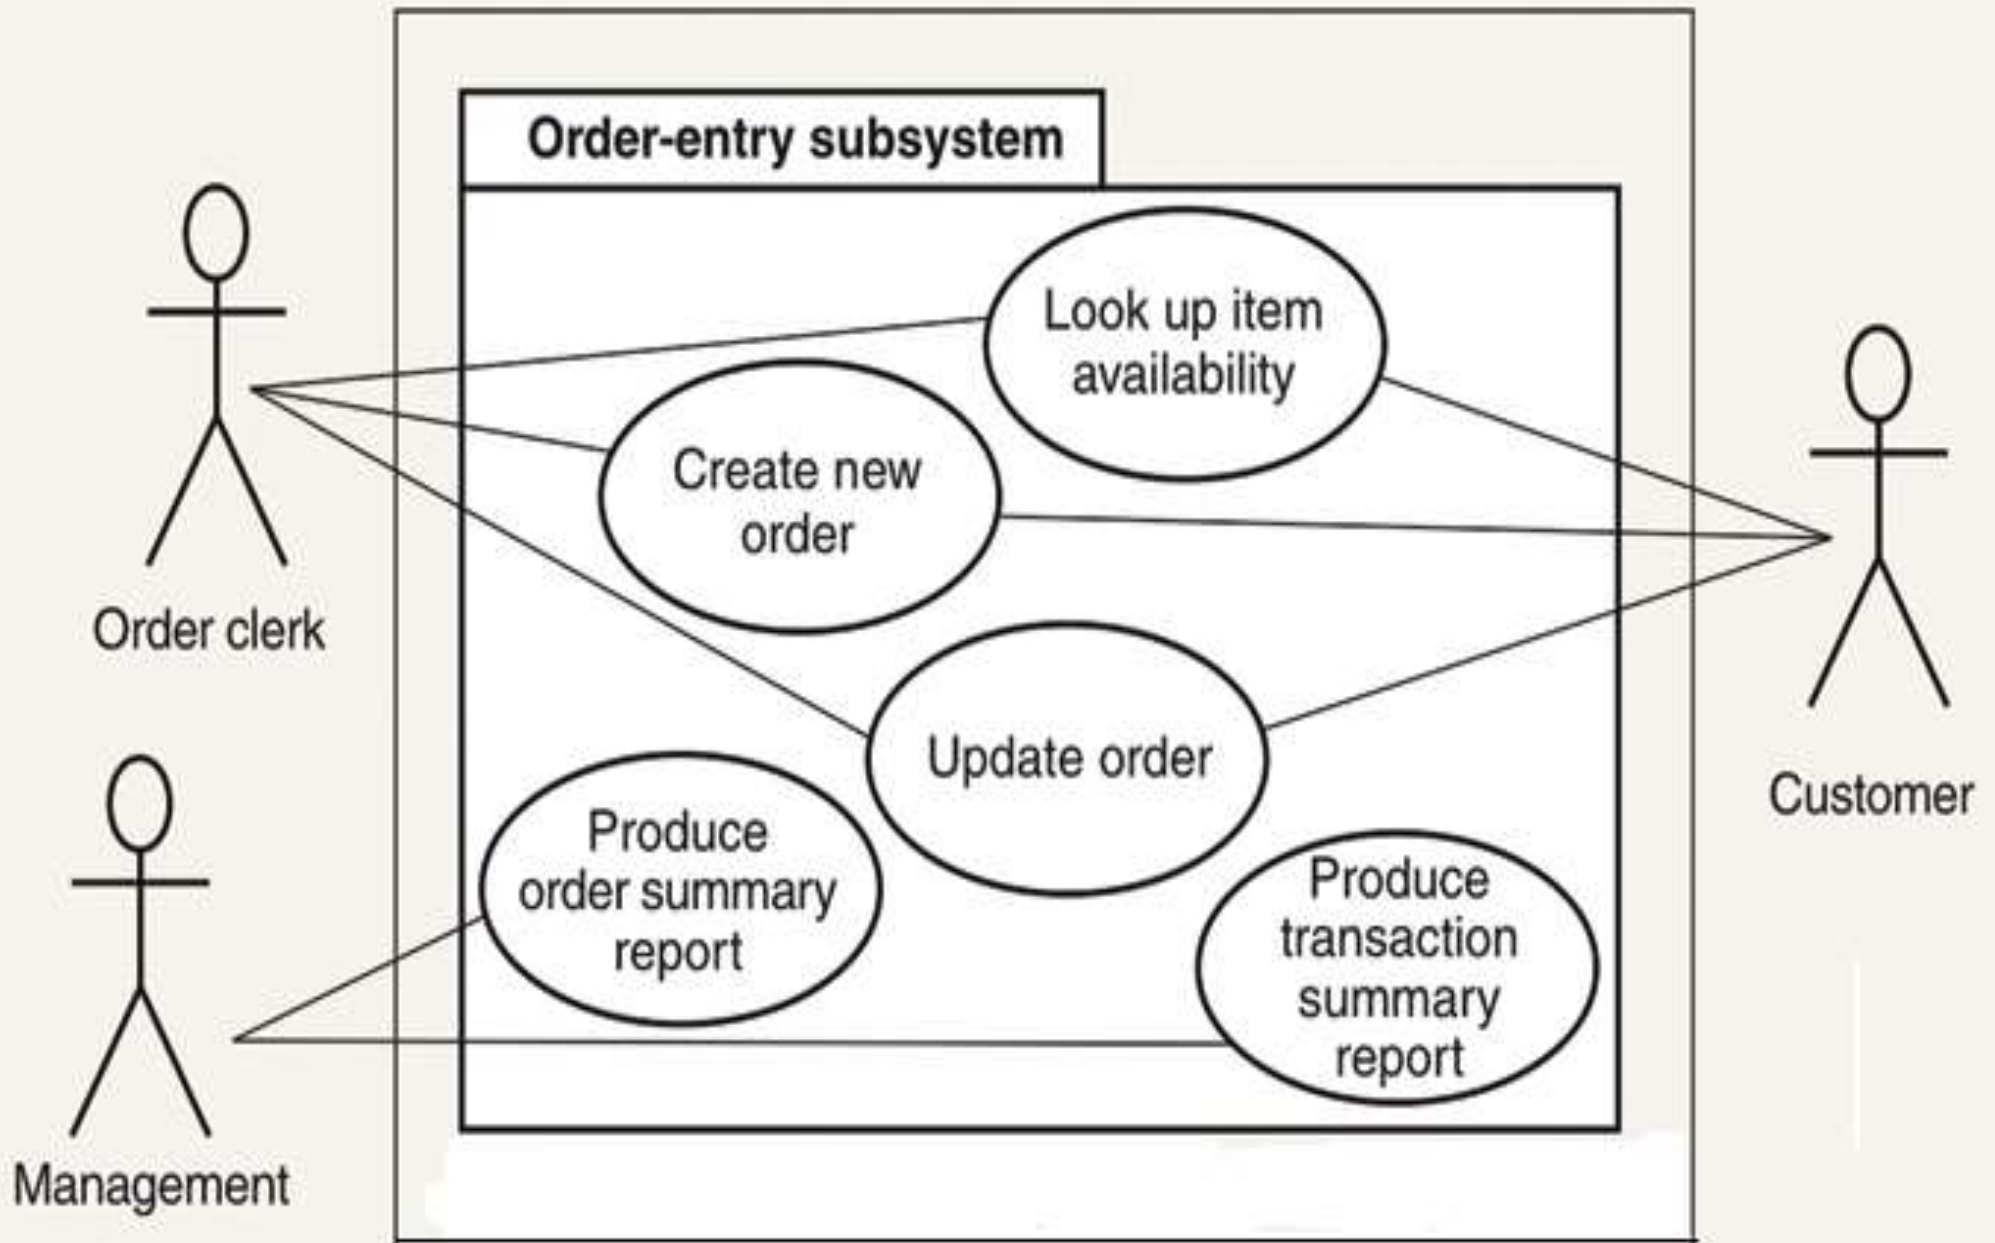 Order-entry subsystem
Look up item
availability
Create new
order
Order clerk
Update order
Customer
Produce
order summary
report
Produce
transaction
summary
report
Management